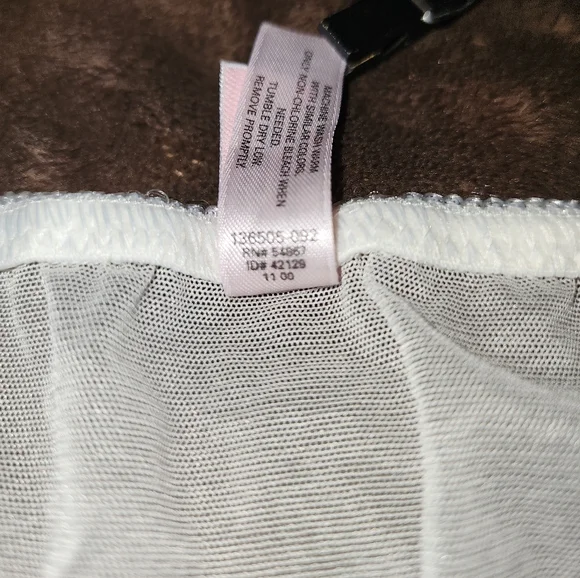 MACHINE WASH WARM
WITH SIMILAR COLORS.
ONLY NON-CHLORINE BLEACH WHEN
NEEDED.
TUMBLE DRY LOW.
REMOVE PROMPTLY.
136505-092
RN# 54867
ID# 42129
11 00